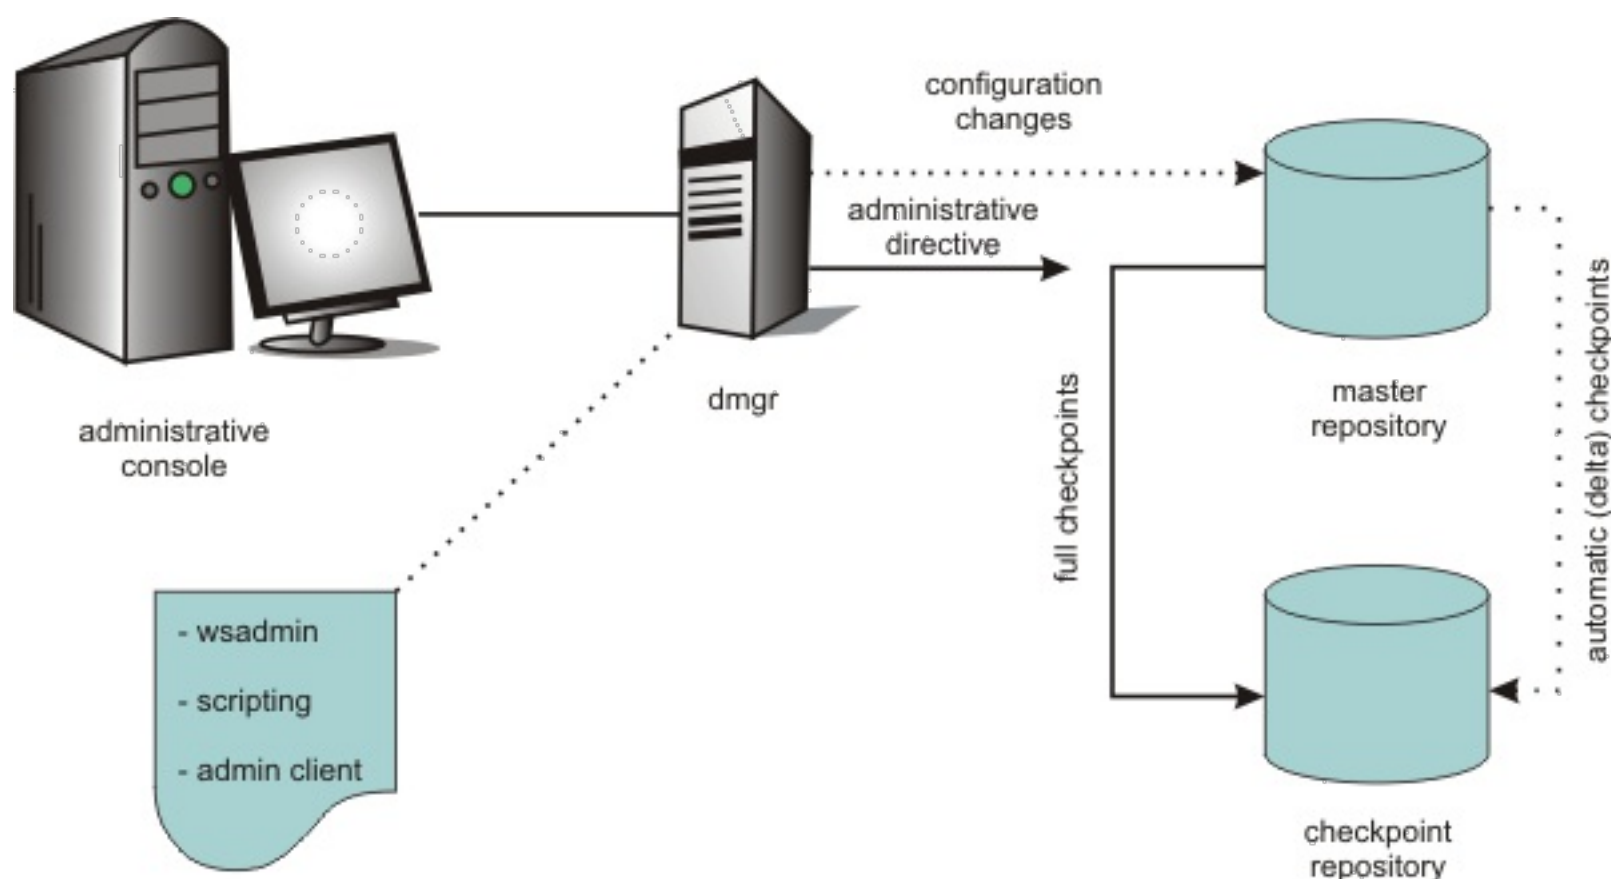 configuration
changes
administrative
directive
administrative
console
dmgr
master
repository
full checkpoints
automatic (delta) checkpoints
- wsadmin
- scripting
- admin client
checkpoint
repository